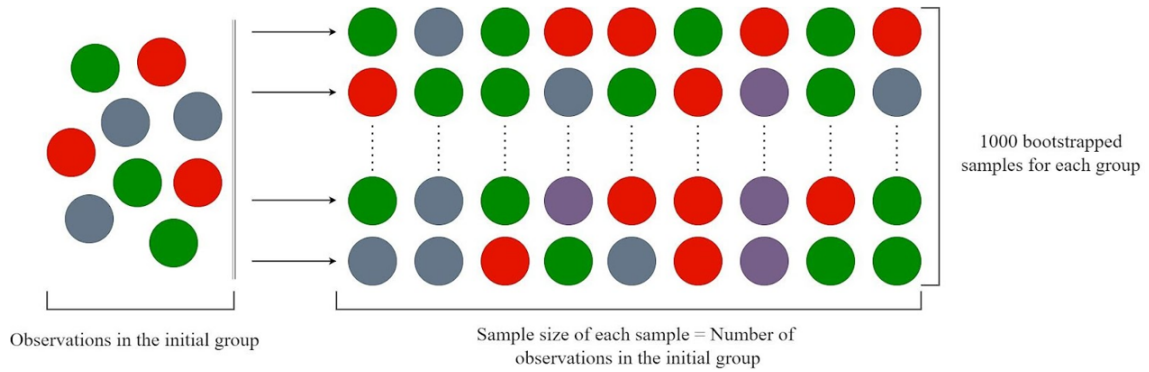 1000 bootstrapped
samples for each group
Observations in the initial group
Sample size of each sample = Number of
observations in the initial group